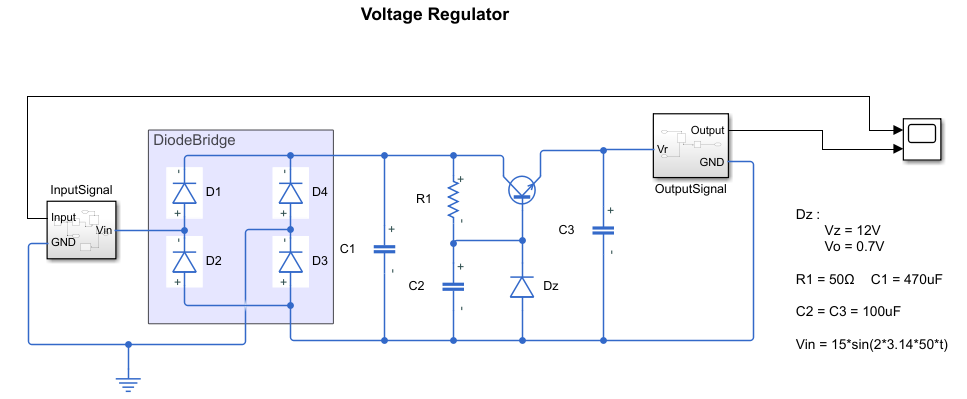 Voltage Regulator
DiodeBridge
InputSignal
Input
Vin
GND
D1
D4
D2
D3
C1
+
-
R1
+
-
C2
+
-
Dz
C3
+
-
Output
Vr
GND
OutputSignal
Dz :
Vz = 12V
Vo = 0.7V
R1 = 50Ω C1 = 470uF
C2 = C3 = 100uF
Vin = 15*sin(2*3.14*50*t)